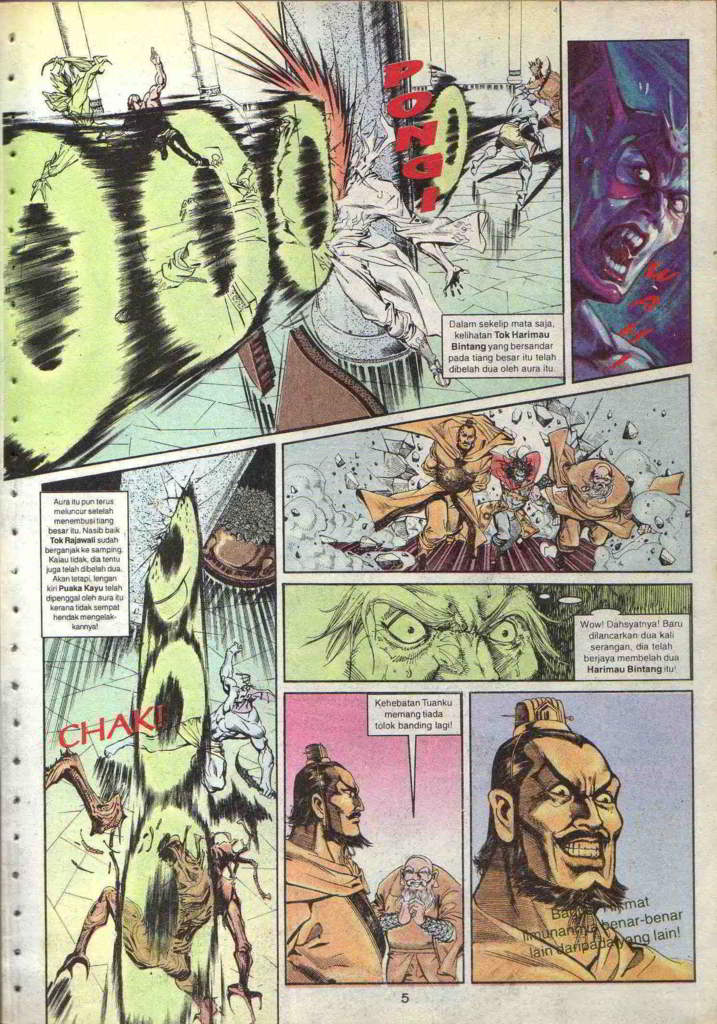 PONG!
WAH!
Dalam sekelip mata saja,
kelihatan Tok Harimau
Bintang yang bersandar
pada tiang besar itu telah
dibelah dua oleh aura itu.
Aura itu pun terus
meluncur setelah
menembusi tiang
besar itu. Nasib baik
Tok Rajawali sudah
berganjak ke samping.
Kalau tidak, dia tentu
juga telah dibelah dua.
Akan tetapi, lengan
kiri Puaka Kayu telah
dipenggal oleh aura itu
kerana tidak sempat
hendak mengelak-
kannya!
Wow! Dahsyatnya! Baru
dilancarkan dua kali
serangan, dia telah
berjaya membelah dua
Harimau Bintang itu!
CHAK!
Kehebatan Tuanku
memang tiada
tolok banding lagi!
Hikmat
Ilmunan benar-benar
lain daripada yang lain!
5